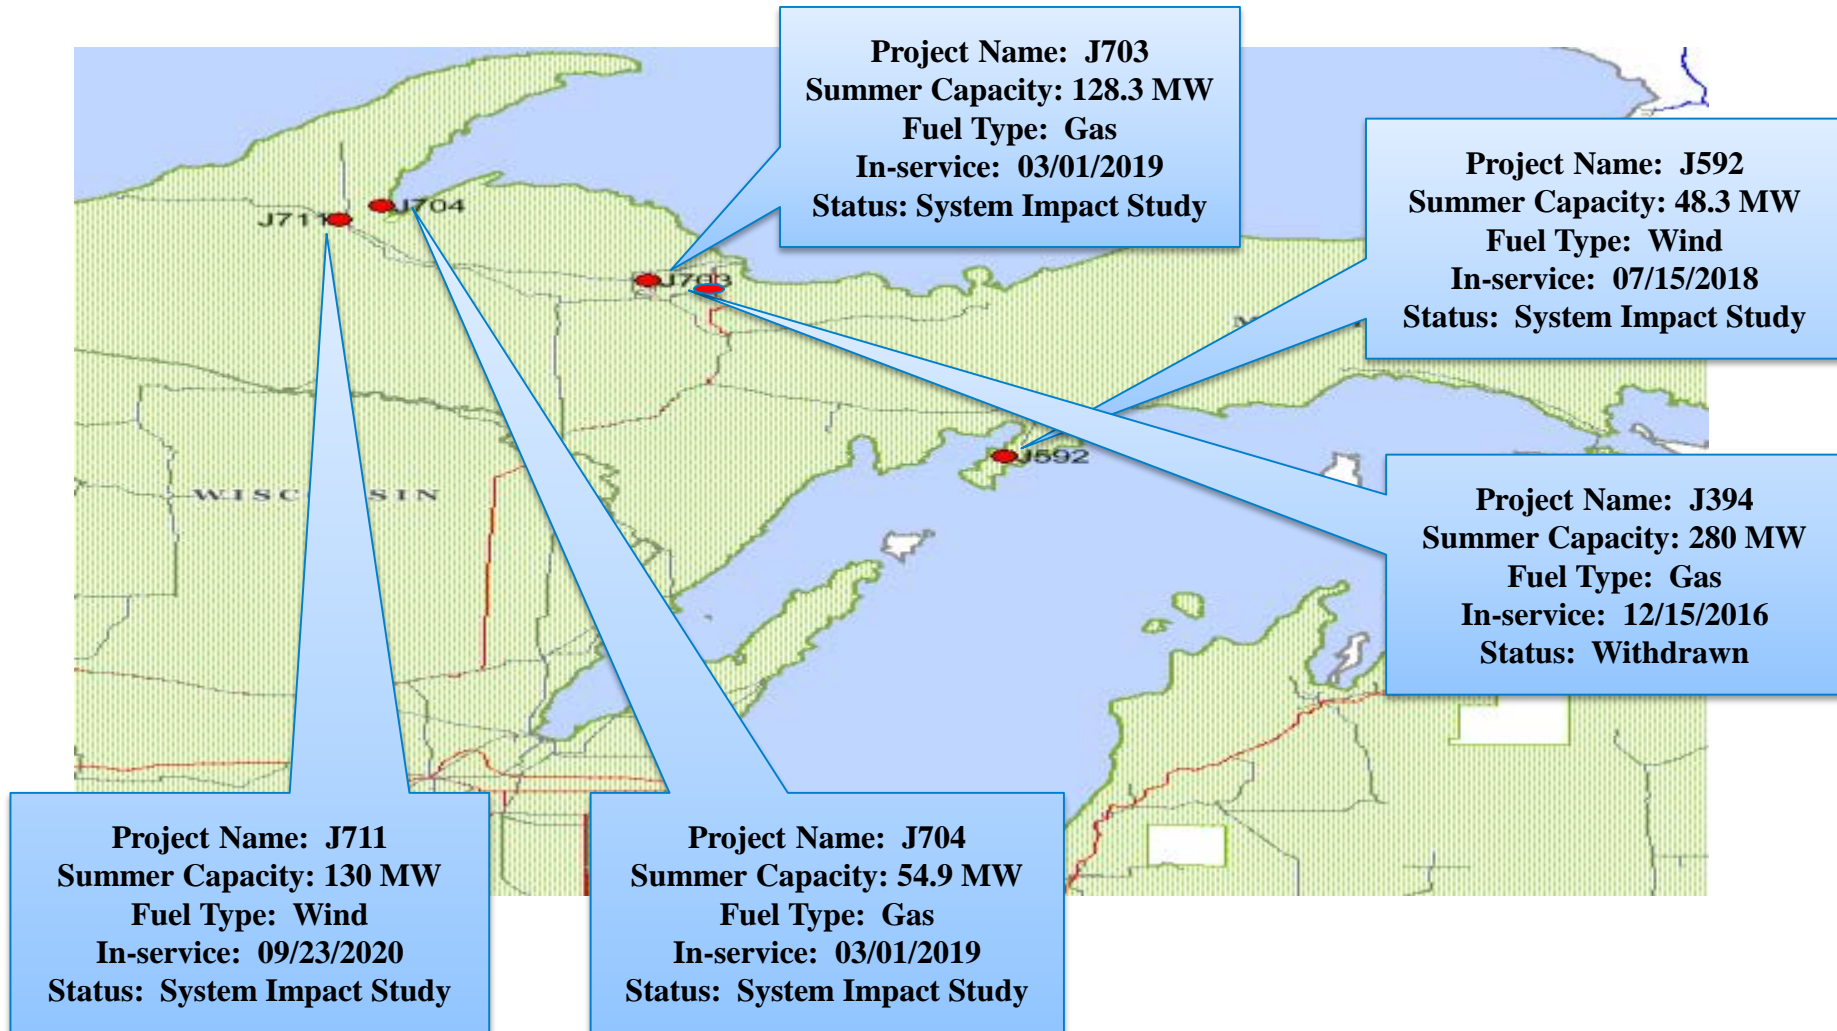 Project Name:  J703
Summer Capacity: 128.3 MW
Fuel Type:  Gas
In-service:  03/01/2019
Status: System Impact Study
Project Name:  J592
Summer Capacity: 48.3 MW
Fuel Type:  Wind
In-service:  07/15/2018
Status:  System Impact Study
J711
J704
J703
J592
Project Name:  J394
Summer Capacity: 280 MW
Fuel Type:  Gas
In-service:  12/15/2016
Status:  Withdrawn
Project Name:  J711
Summer Capacity: 130 MW
Fuel Type:  Wind
In-service:  09/23/2020
Status:  System Impact Study
Project Name:  J704
Summer Capacity: 54.9 MW
Fuel Type:  Gas
In-service:  03/01/2019
Status:  System Impact Study